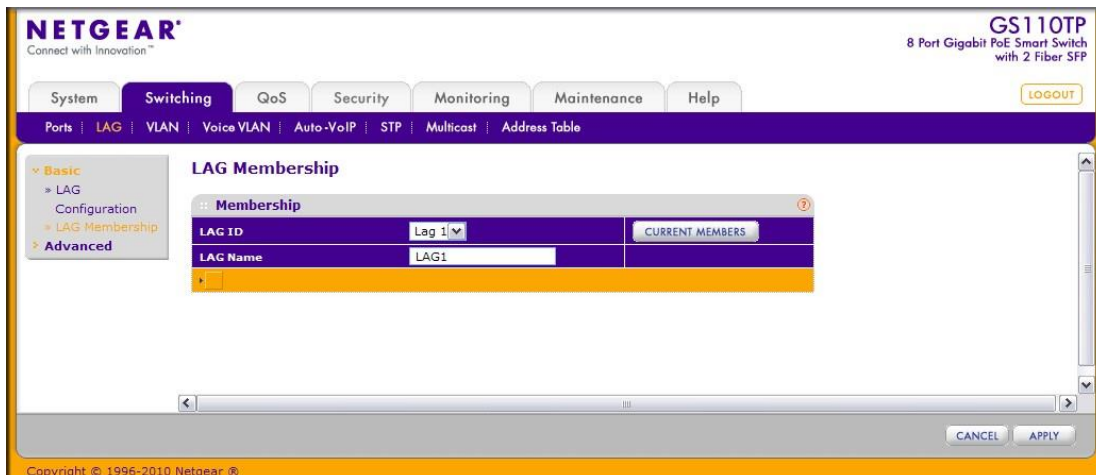 NETGEAR®
Connect with Innovation™
GS110TP
8 Port Gigabit PoE Smart Switch
with 2 Fiber SFP
System Switching QoS Security Monitoring Maintenance Help LOGOUT
Ports | LAG | VLAN | Voice VLAN | Auto-VoIP | STP | Multicast | Address Table
Basic
» LAG
Configuration
» LAG Membership
Advanced
LAG Membership
:: Membership ?
LAG ID Lag 1 CURRENT MEMBERS
LAG Name LAG1
CANCEL APPLY
Copyright © 1996-2010 Netgear ®